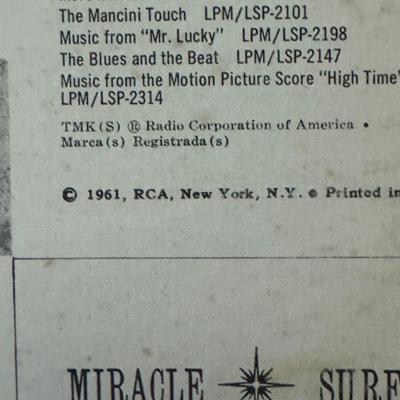 The Mancini Touch LPM/LSP-2101
Music from "Mr. Lucky" LPM/LSP-2198
The Blues and the Beat LPM/LSP-2147
Music from the Motion Picture Score "High Time"
LPM/LSP-2314
TMK(S) ® Radio Corporation of America •
Marca(s) Registrada(s)
© 1961, RCA, New York, N.Y. • Printed in
MIRACLE SURF